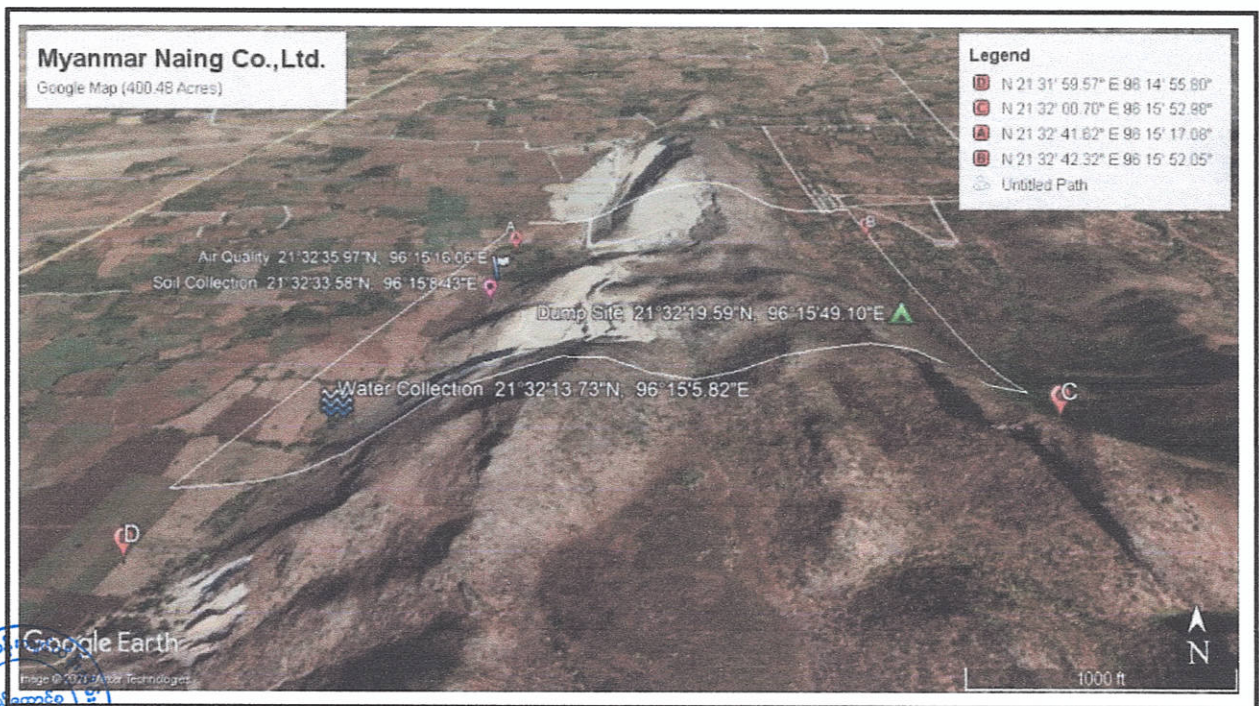 Myanmar Naing Co.,Ltd.
Google Map (400.48 Acres)
Legend
D N 21 31' 59.57" E 96 14' 55.80"
C N 21 32' 00.70" E 96 15' 52.98"
A N 21 32' 41.62" E 96 15' 17.08"
B N 21 32' 42.32" E 96 15' 52.05"
Untitled Path
A
B
Air Quality 21°32'35.97"N, 96°15'16.06"E
Soil Collection 21°32'33.58"N, 96°15'8.43"E
Dump Site 21°32'19.59"N, 96°15'49.10"E
Water Collection 21°32'13.73"N, 96°15'5.82"E
C
D
Google Earth
Image © 2021 Maxar Technologies
N
1000 ft